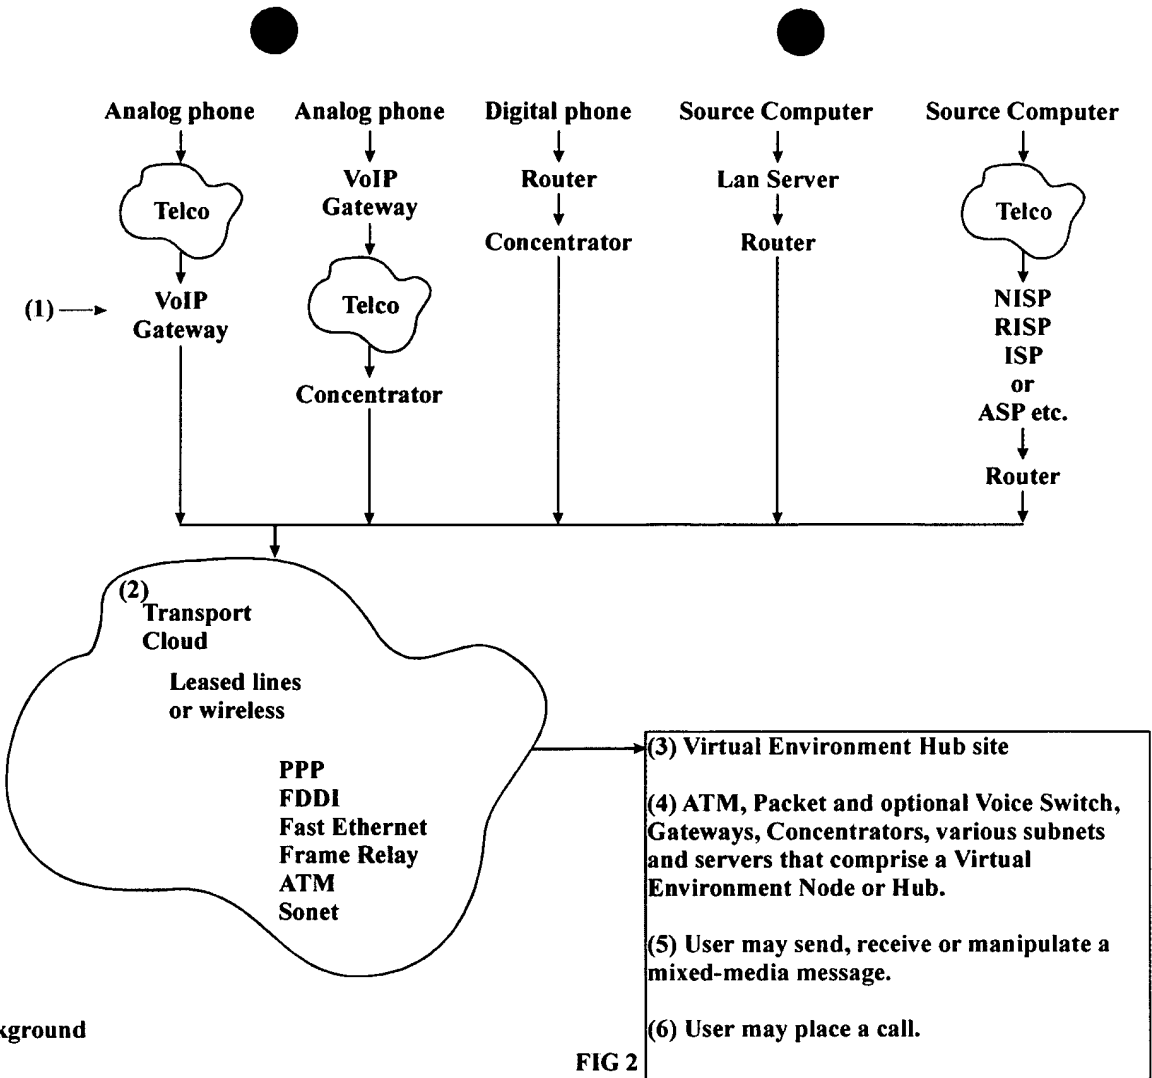 Analog phone Analog phone Digital phone Source Computer Source Computer
Telco
VoIP
Gateway
Router
Lan Server
Telco
(1)
VoIP
Gateway
Telco
Concentrator
Router
NISP
RISP
ISP
or
ASP etc.
Concentrator
Router
(2)
Transport
Cloud
Leased lines
or wireless
PPP
FDDI
Fast Ethernet
Frame Relay
ATM
Sonet
(3) Virtual Environment Hub site
(4) ATM, Packet and optional Voice Switch,
Gateways, Concentrators, various subnets
and servers that comprise a Virtual
Environment Node or Hub.
(5) User may send, receive or manipulate a
mixed-media message.
(6) User may place a call.
kground
FIG 2